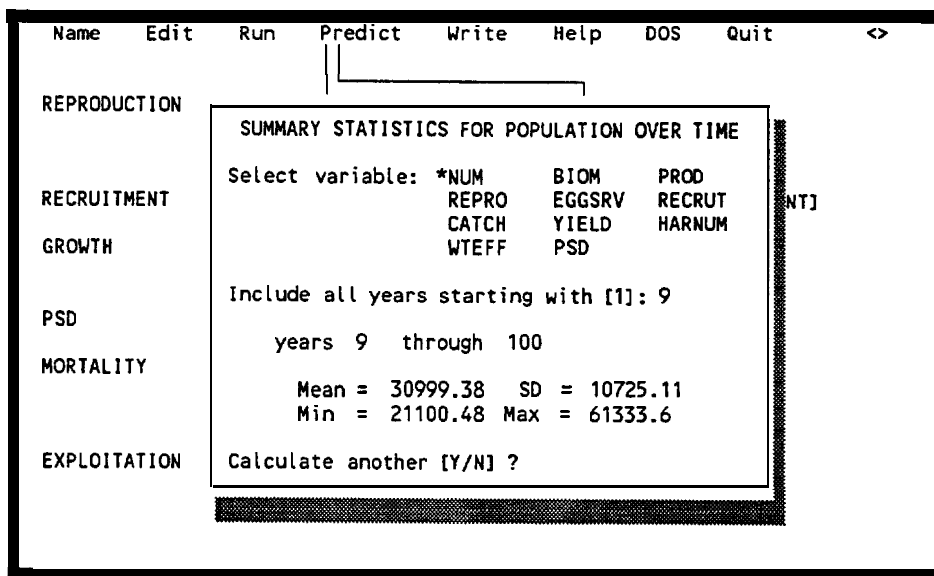 Name Edit Run Predict Write Help DOS Quit <>
REPRODUCTION
SUMMARY STATISTICS FOR POPULATION OVER TIME
Select variable: *NUM BIOM PROD
RECRUITMENT REPRO EGGSRV RECRUT NT]
CATCH YIELD HARNUM
GROWTH WTEFF PSD
Include all years starting with [1]: 9
PSD
years 9 through 100
MORTALITY
Mean = 30999.38 SD = 10725.11
Min = 21100.48 Max = 61333.6
EXPLOITATION Calculate another [Y/N] ?